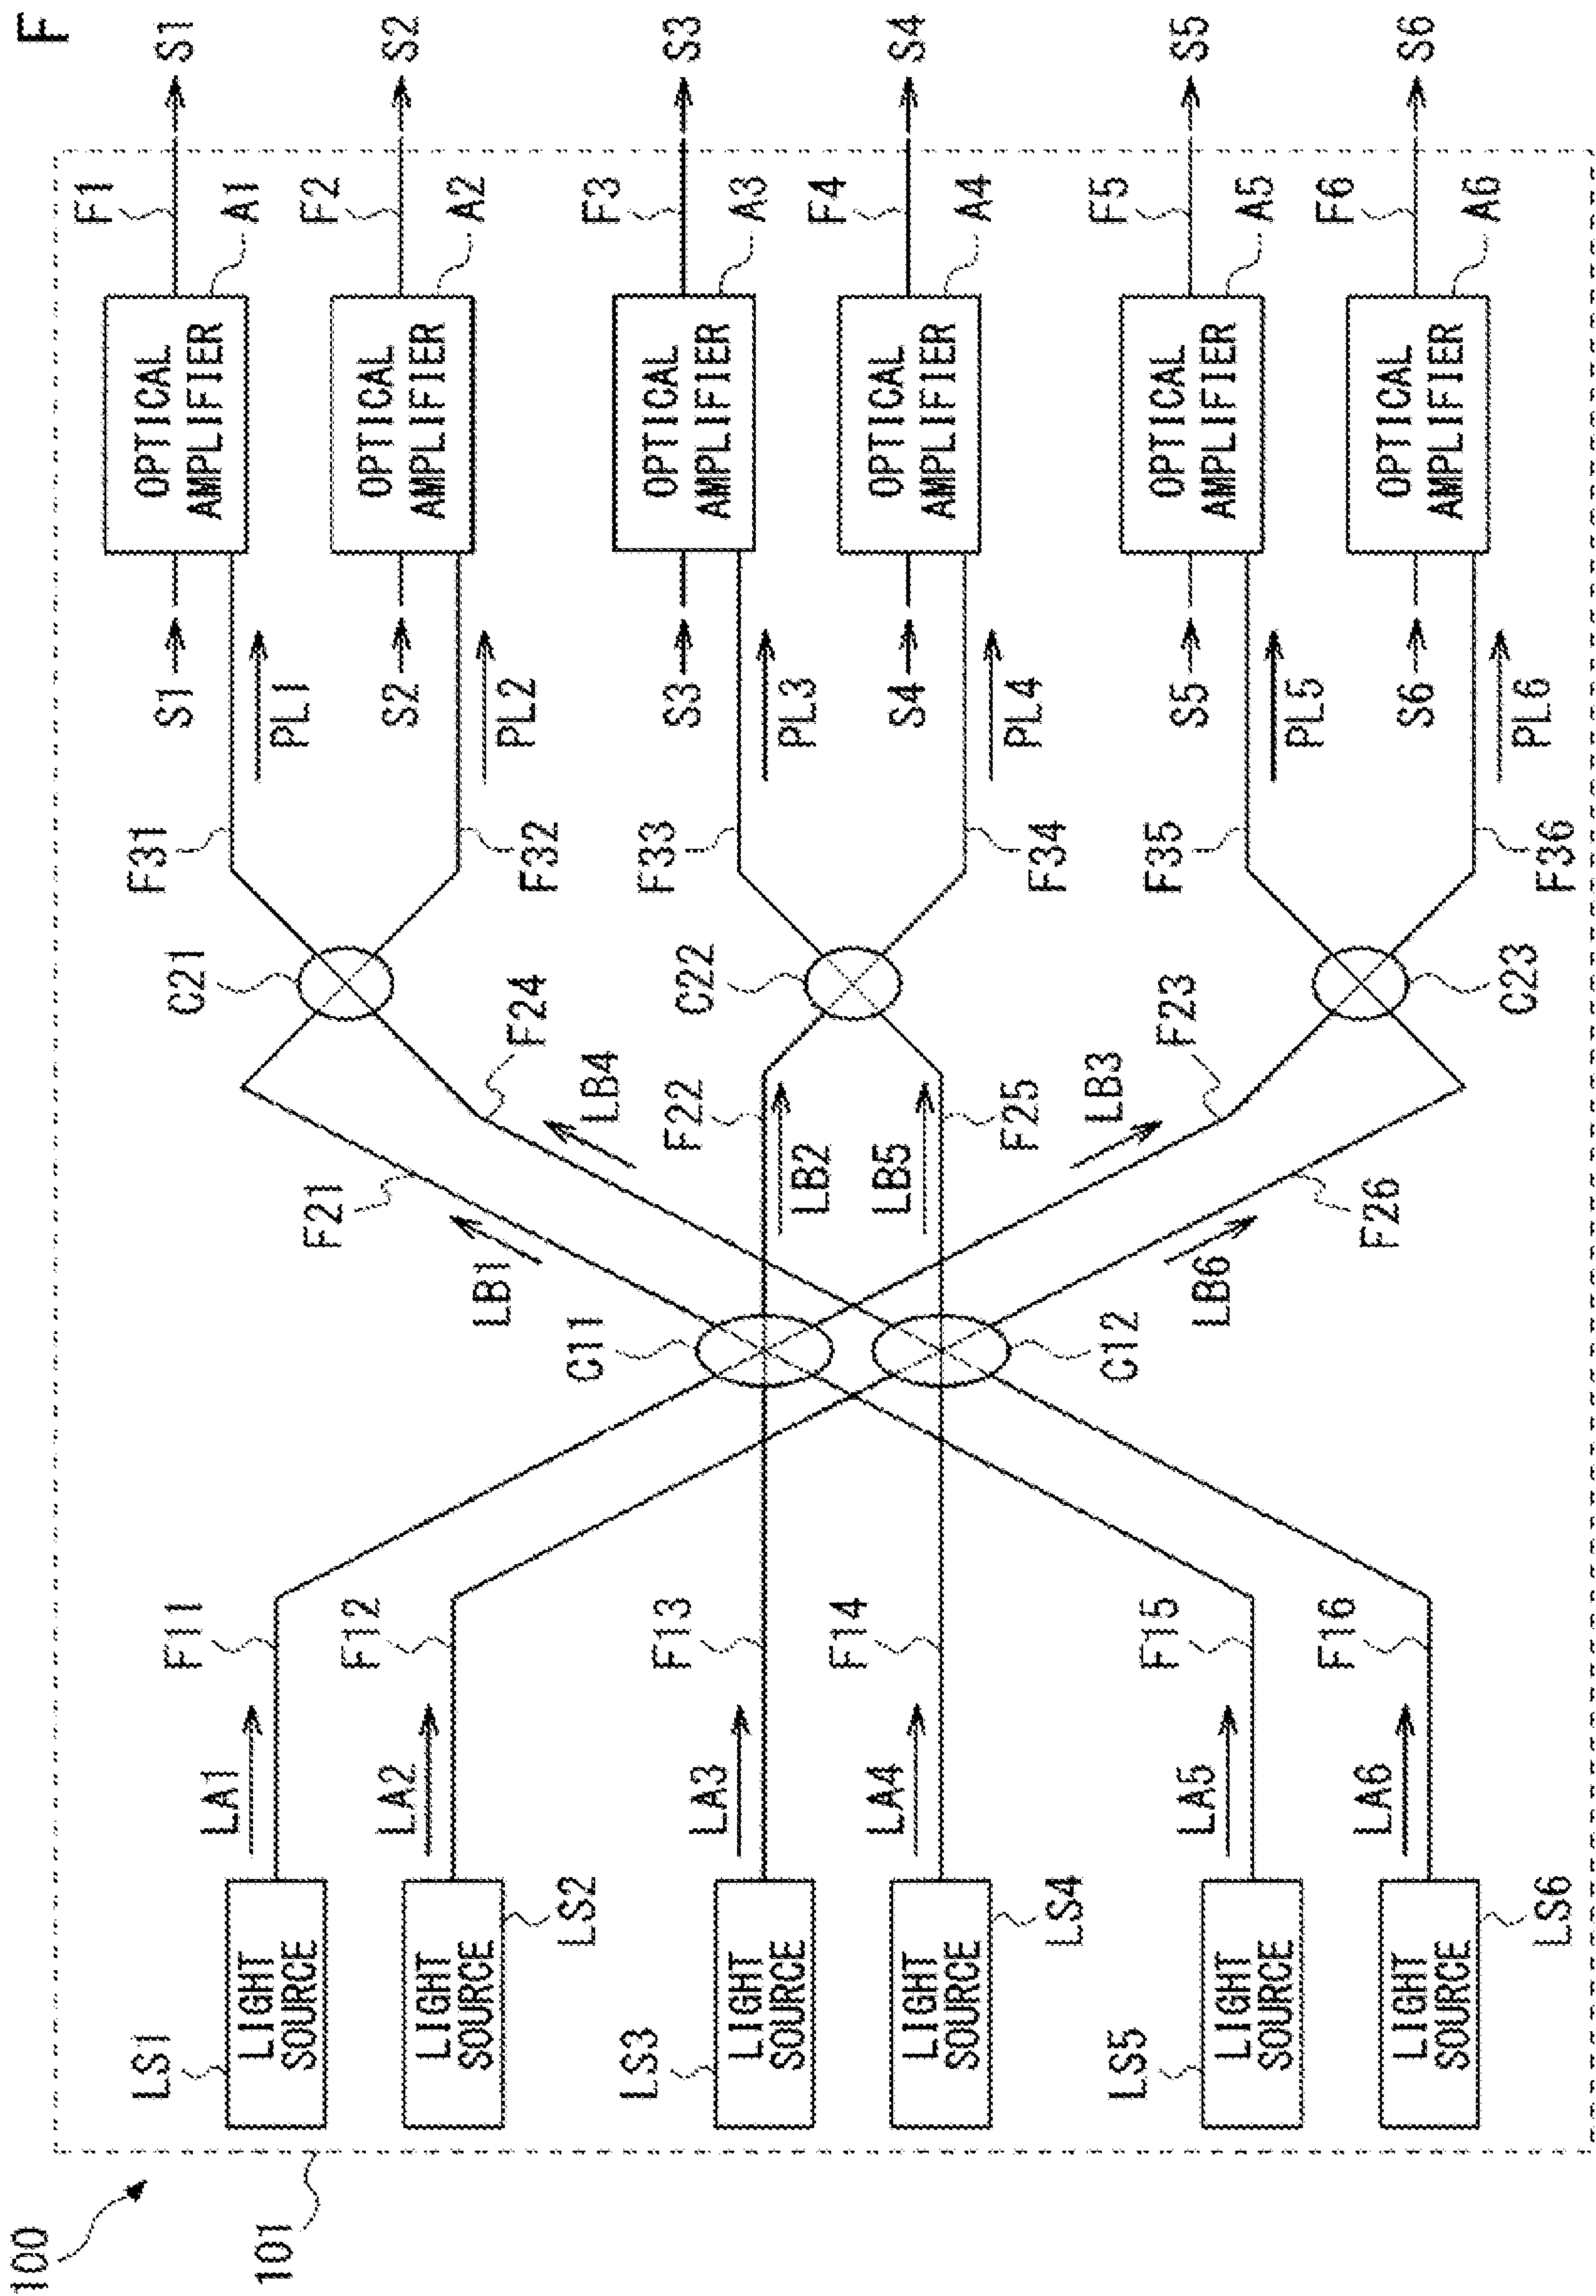 F
100
101
LS1
LIGHT
SOURCE
LA1
F11
LIGHT
SOURCE
LS2
LA2
F12
LS3
LIGHT
SOURCE
LA3
F13
LIGHT
SOURCE
LS4
LA4
F14
LS5
LIGHT
SOURCE
LA5
F15
LIGHT
SOURCE
LS6
LA6
F16
C11
C12
LB1
F21
LB4
F24
F22
LB2
LB5
F25
LB3
F23
LB6
F26
C21
C22
C23
F31
PL1
S1
OPTICAL
AMPLIFIER
A1
F1
S1
F32
PL2
S2
OPTICAL
AMPLIFIER
A2
F2
S2
F33
PL3
S3
OPTICAL
AMPLIFIER
A3
F3
S3
F34
PL4
S4
OPTICAL
AMPLIFIER
A4
F4
S4
F35
PL5
S5
OPTICAL
AMPLIFIER
A5
F5
S5
F36
PL6
S6
OPTICAL
AMPLIFIER
A6
F6
S6